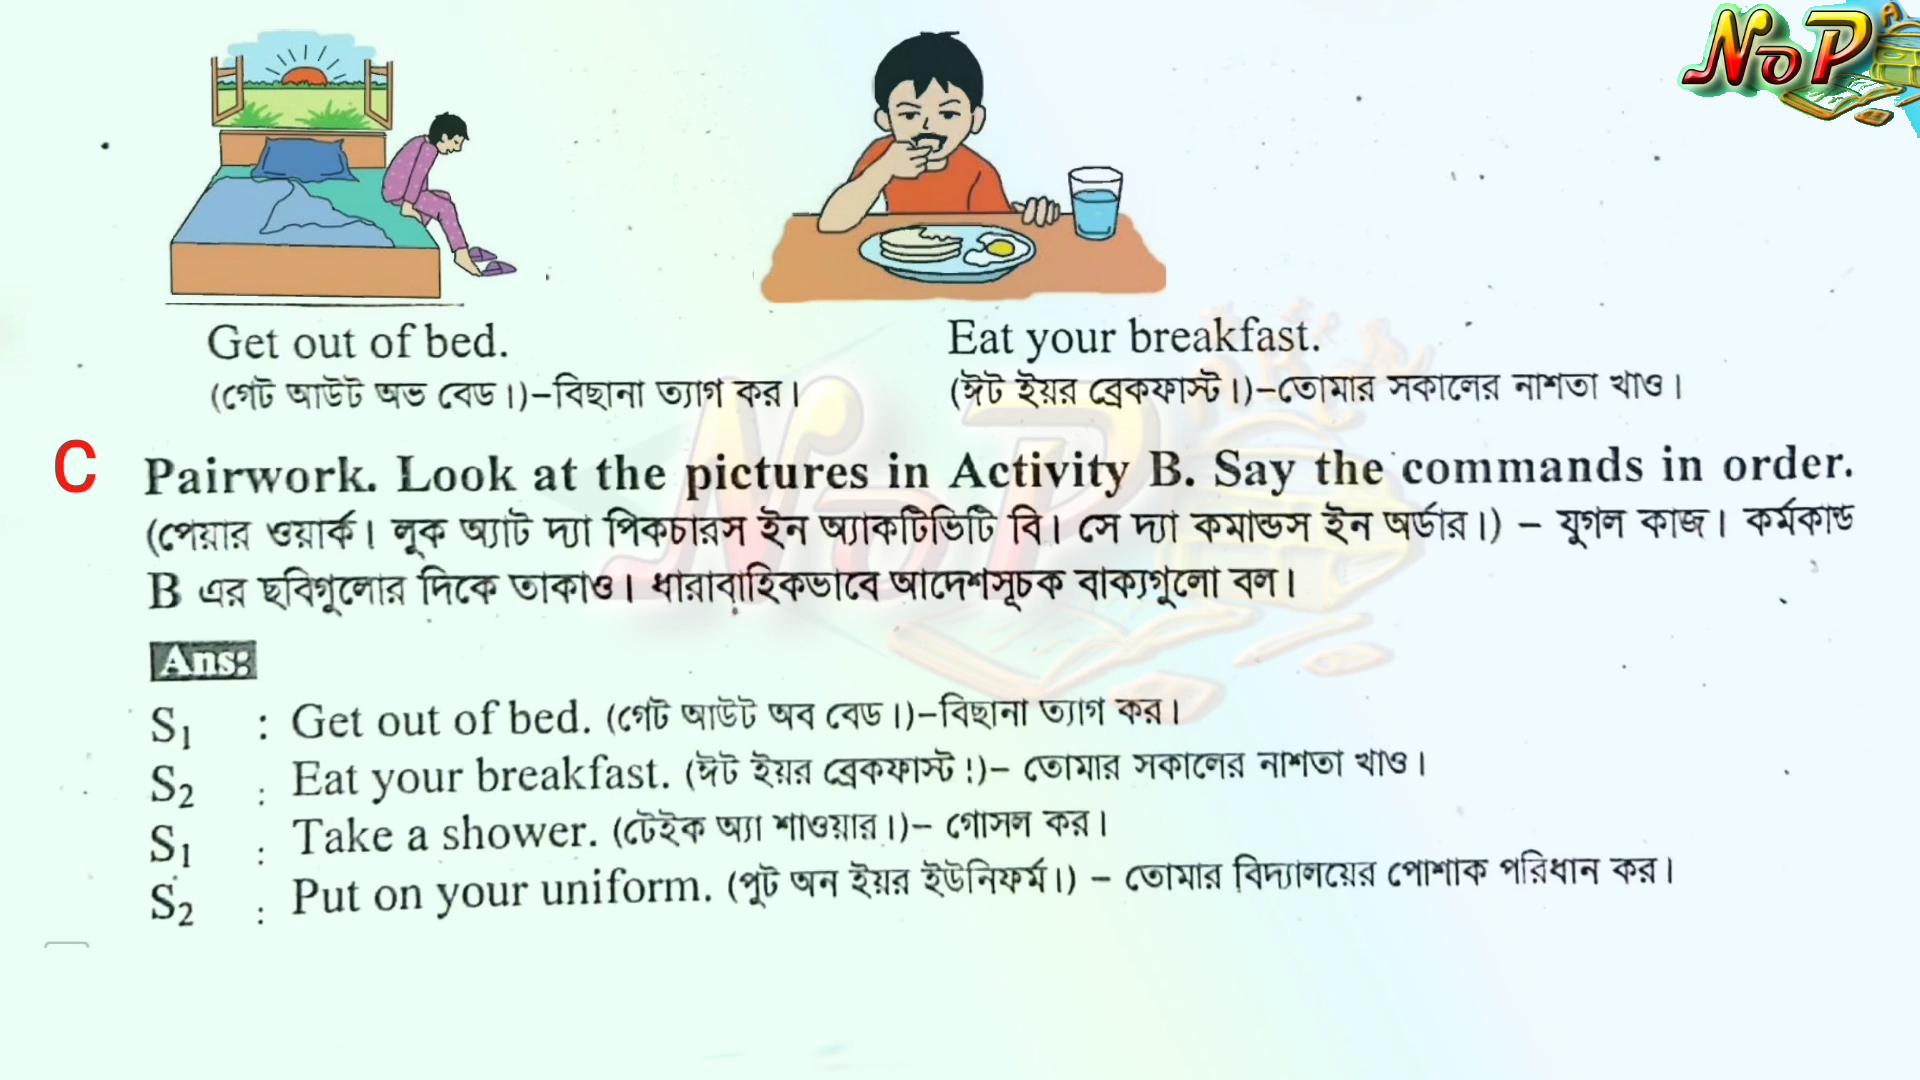 NoP
Get out of bed.
(গেট আউট অভ বেড।)–বিছানা ত্যাগ কর।
Eat your breakfast.
(ঈট ইয়র ব্রেকফাস্ট।)–তোমার সকালের নাশতা খাও।
C Pairwork. Look at the pictures in Activity B. Say the commands in order.
(পেয়ার ওয়ার্ক। লুক অ্যাট দ্যা পিকচারস ইন অ্যাকটিভিটি বি। সে দ্যা কমান্ডস ইন অর্ডার।) – যুগল কাজ। কর্মকান্ড
B এর ছবিগুলোর দিকে তাকাও। ধারাবাহিকভাবে আদেশসূচক বাক্যগুলো বল।
Ans:
S1 : Get out of bed. (গেট আউট অব বেড।)–বিছানা ত্যাগ কর।
S2 : Eat your breakfast. (ঈট ইয়র ব্রেকফাস্ট!)– তোমার সকালের নাশতা খাও।
S1 : Take a shower. (টেইক অ্যা শাওয়ার।)– গোসল কর।
S2 : Put on your uniform. (পুট অন ইয়র ইউনিফর্ম।) – তোমার বিদ্যালয়ের পোশাক পরিধান কর।